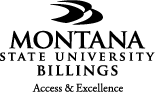 MONTANA
STATE UNIVERSITY
BILLINGS
Access & Excellence